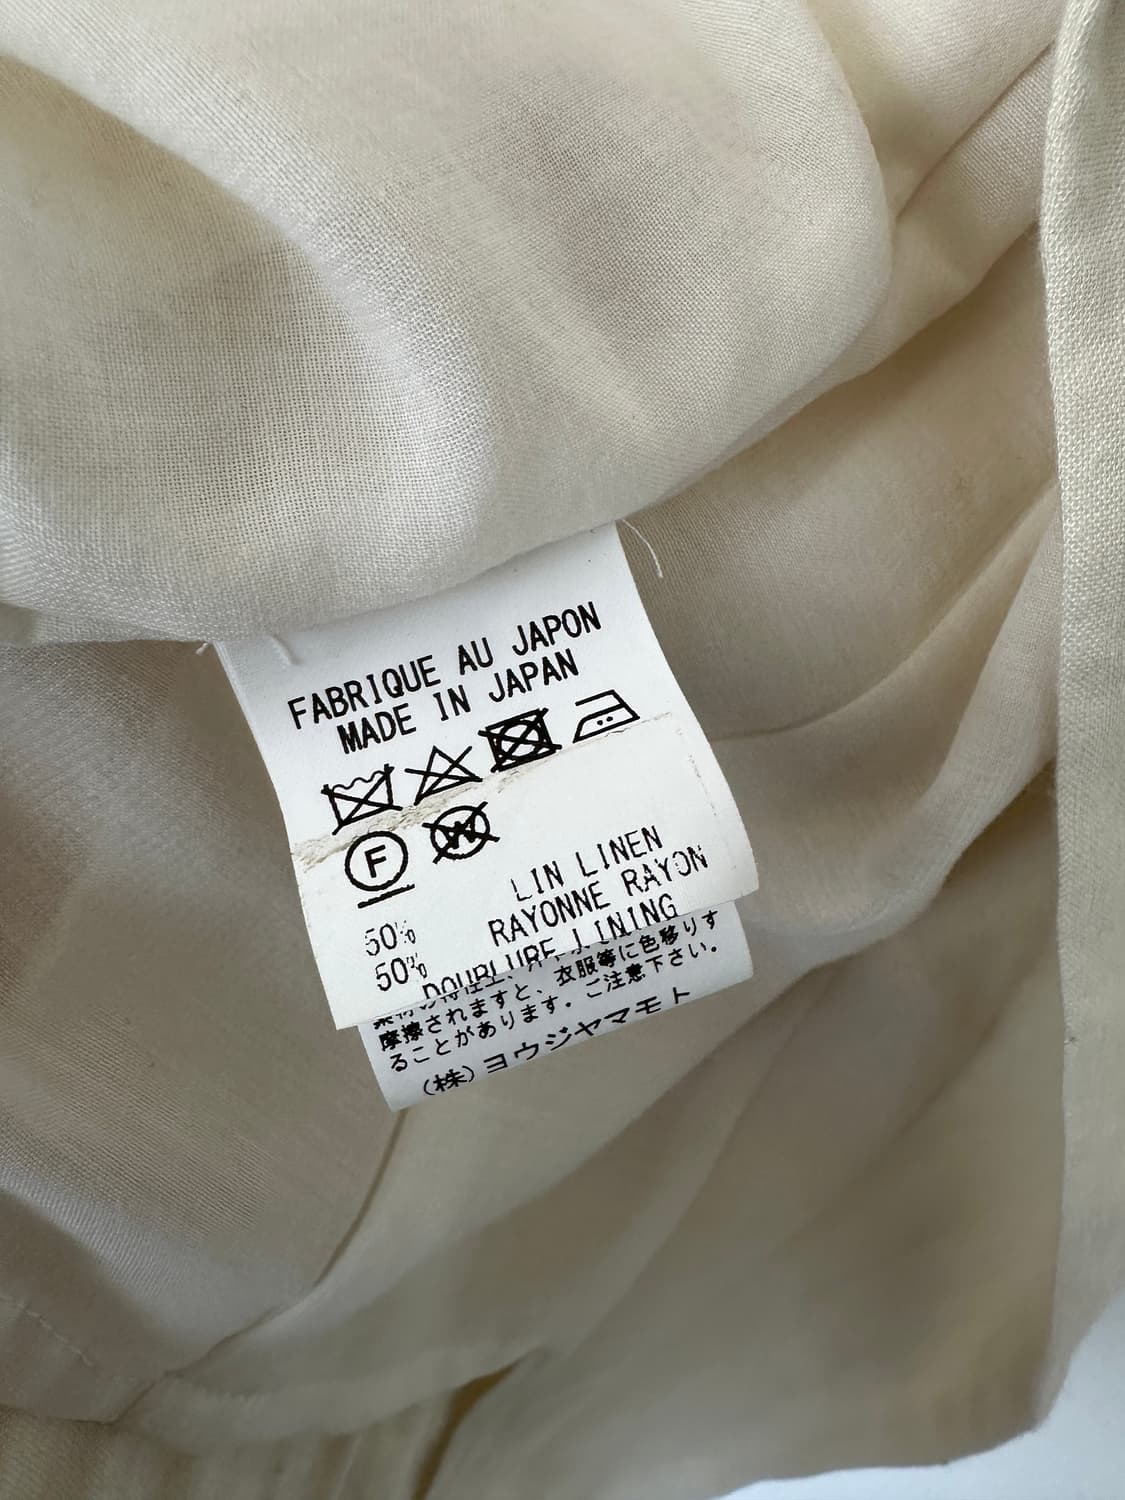 FABRIQUE AU JAPON
MADE IN JAPAN
F
W
50% LIN LINEN
50% RAYONNE RAYON
DOUBLURE LINING
衣服等に色移りす
摩擦されますと、
ることがあります。ご注意下さい。
(株)ヨウジヤマモト